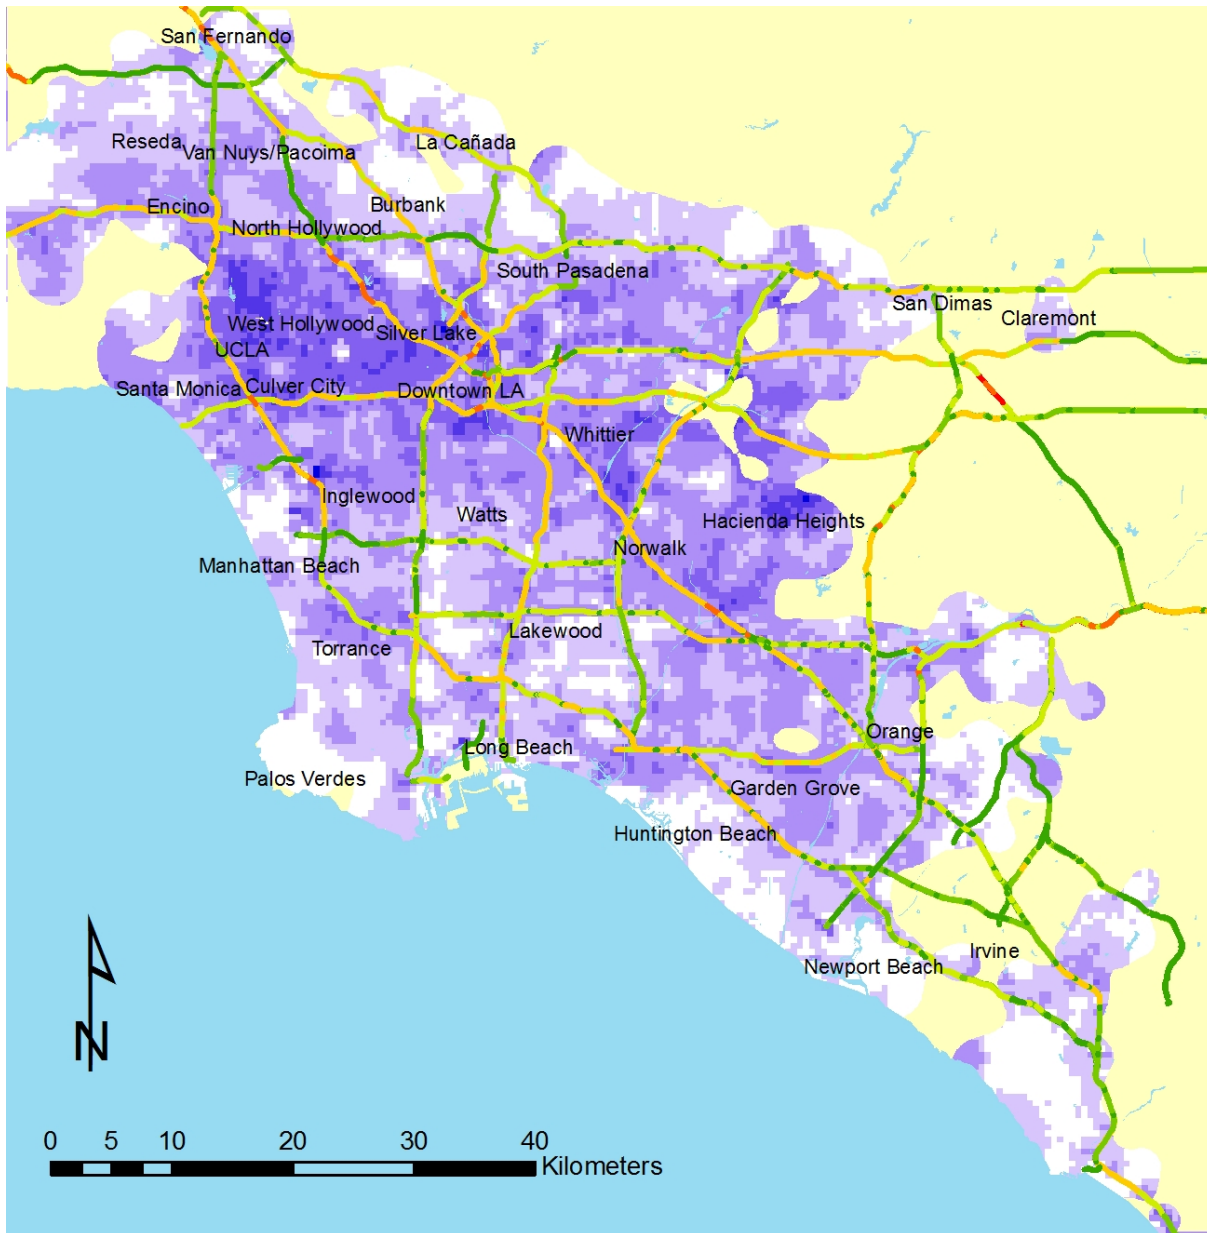 San Fernando
Reseda
Van Nuys/Pacoima
La Cañada
Encino
Burbank
North Hollywood
South Pasadena
San Dimas
Claremont
West Hollywood
Silver Lake
UCLA
Santa Monica
Culver City
Downtown LA
Whittier
Inglewood
Watts
Hacienda Heights
Norwalk
Manhattan Beach
Lakewood
Torrance
Orange
Long Beach
Palos Verdes
Garden Grove
Huntington Beach
Irvine
Newport Beach
N
0 5 10 20 30 40
Kilometers